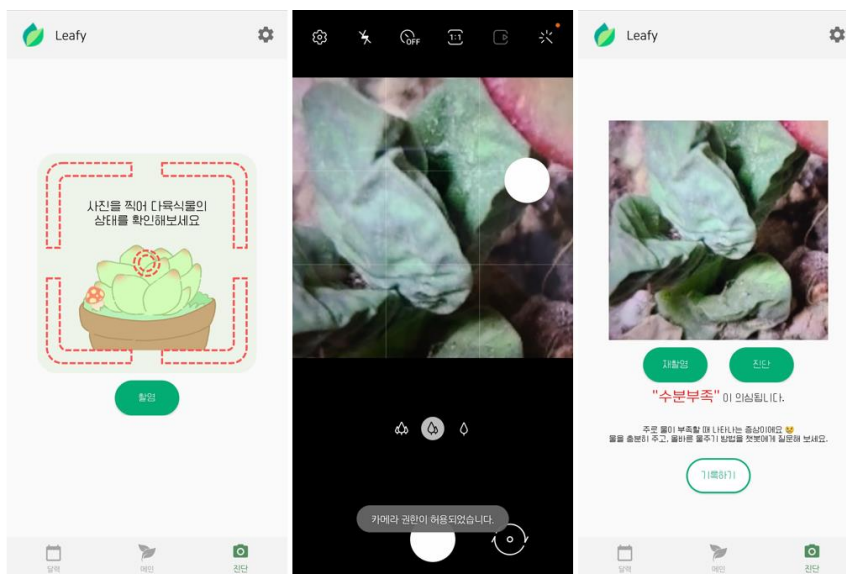 Leafy
사진을 찍어 다육식물의
상태를 확인해보세요
촬영
달력
메인
진단
OFF
1:1
카메라 권한이 허용되었습니다.
Leafy
재촬영
진단
"수분부족" 이 의심됩니다.
주로 물이 부족할 때 나타나는 증상이에요 😢
물을 충분히 주고, 올바른 물주기 방법을 챗봇에게 질문해 보세요.
기록하기
달력
메인
진단